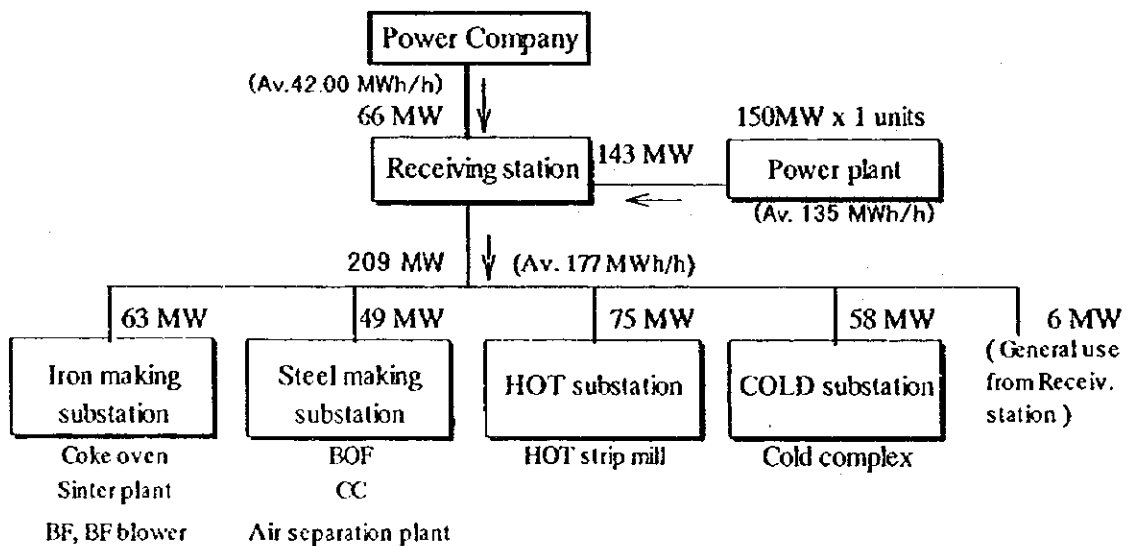 Power Company
(Av.42.00 MWh/h)
66 MW
150MW x 1 units
Receiving station
143 MW
Power plant
(Av. 135 MWh/h)
209 MW
(Av. 177 MWh/h)
63 MW
49 MW
75 MW
58 MW
6 MW
Iron making
substation
Steel making
substation
HOT substation
COLD substation
( General use
from Receiv.
station )
Coke oven
Sinter plant
BF, BF blower
BOF
CC
Air separation plant
HOT strip mill
Cold complex